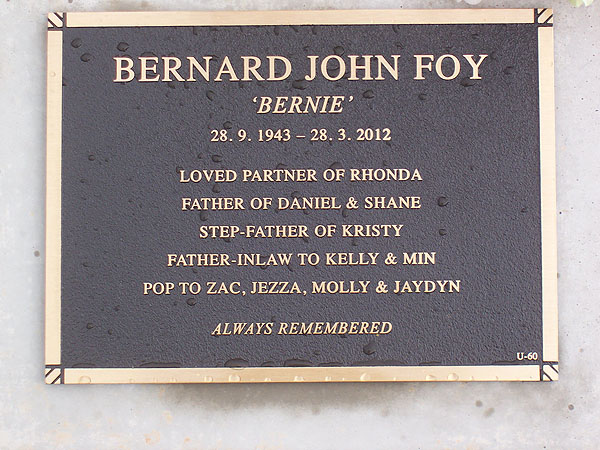 BERNARD JOHN FOY
‘BERNIE’
28. 9. 1943 – 28. 3. 2012
LOVED PARTNER OF RHONDA
FATHER OF DANIEL & SHANE
STEP-FATHER OF KRISTY
FATHER-INLAW TO KELLY & MIN
POP TO ZAC, JEZZA, MOLLY & JAYDYN
ALWAYS REMEMBERED
U-60